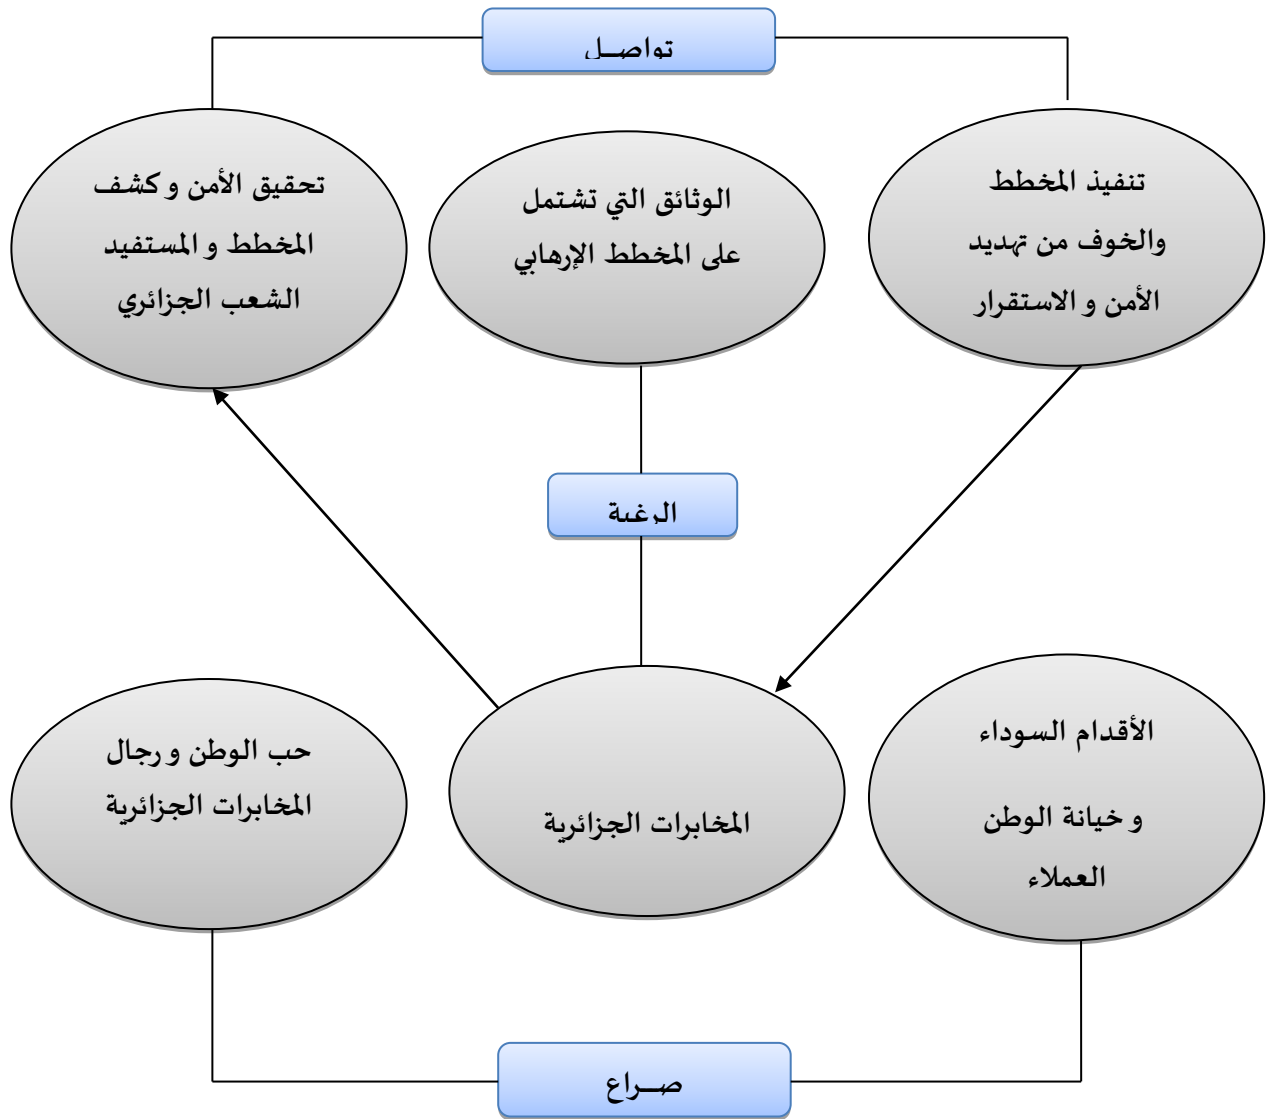 تواصــل
تنفيذ المخطط
والخوف من تهديد
الأمن و الاستقرار
الوثائق التي تشتمل
على المخطط الإرهابي
تحقيق الأمن و كشف
المخطط و المستفيد
الشعب الجزائري
الرغبة
الأقدام السوداء
و خيانة الوطن
العملاء
المخابرات الجزائرية
حب الوطن و رجال
المخابرات الجزائرية
صــراع